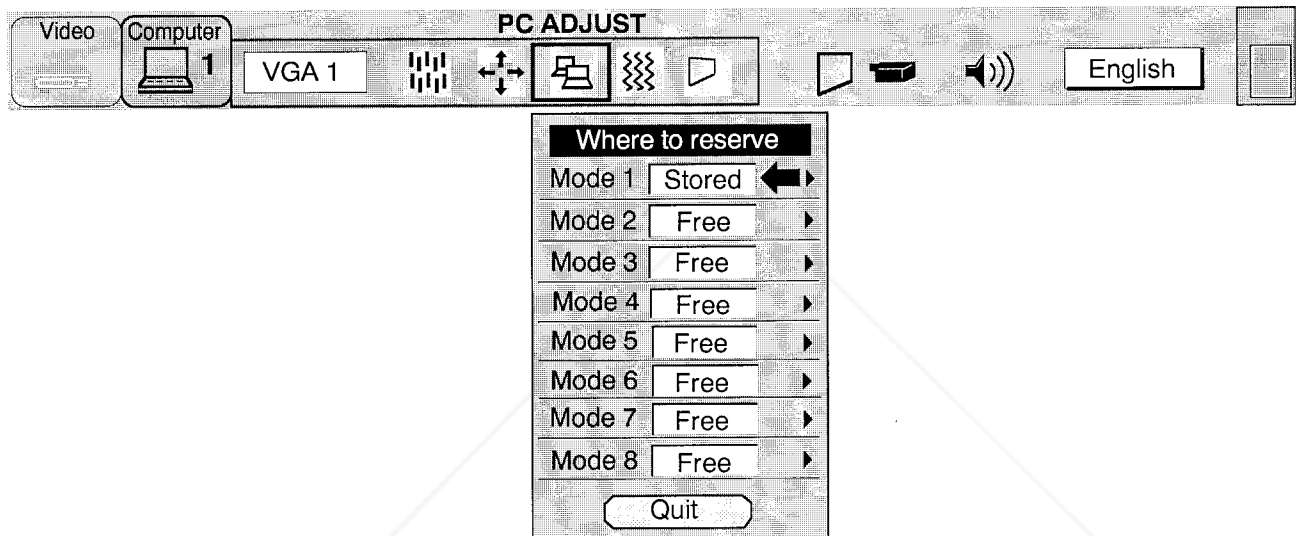 PC ADJUST
Video
Computer
1
VGA 1
English
Where to reserve
Mode 1 Stored
Mode 2 Free
Mode 3 Free
Mode 4 Free
Mode 5 Free
Mode 6 Free
Mode 7 Free
Mode 8 Free
Quit